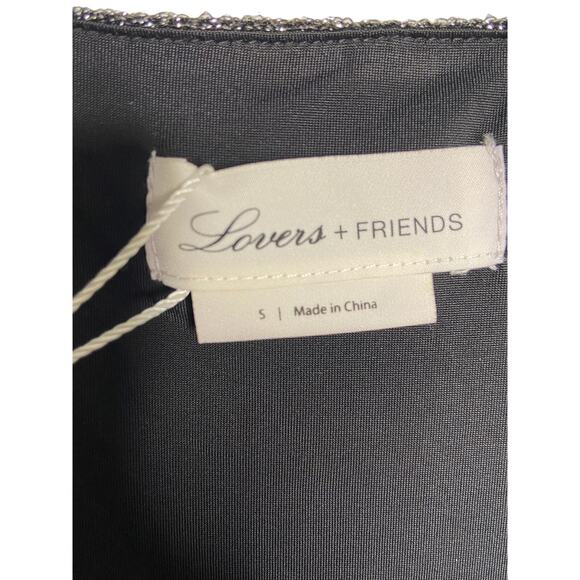 Lovers + FRIENDS
S | Made in China